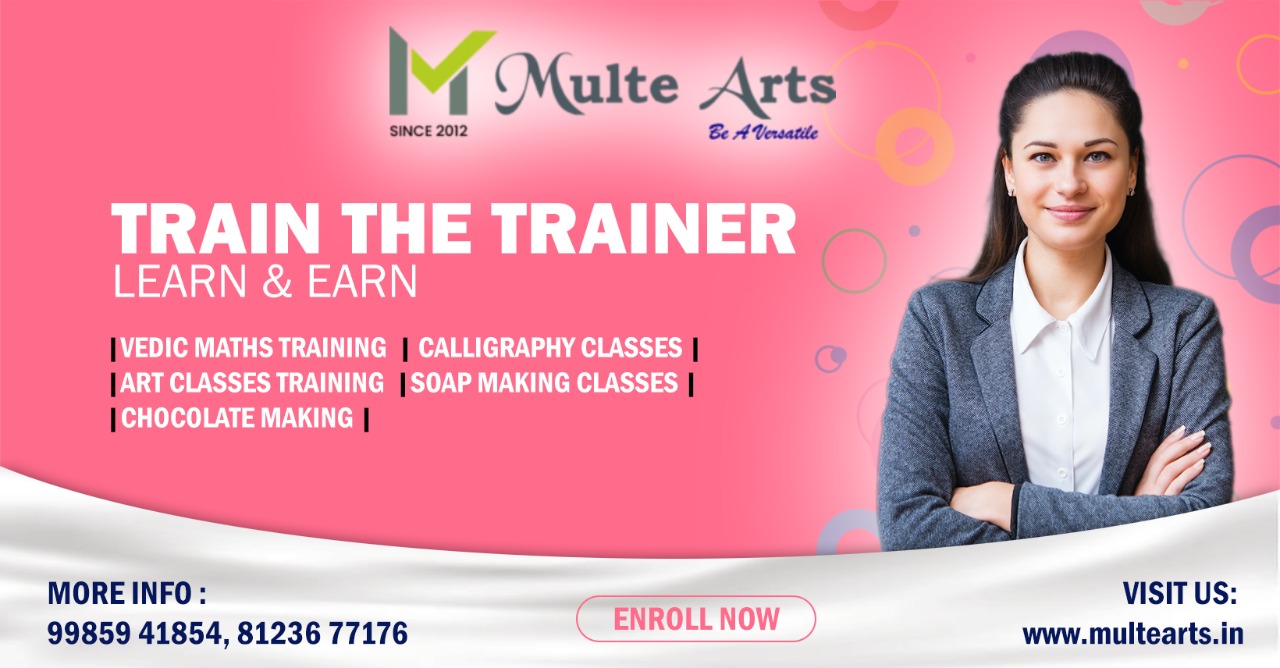 Multe Arts
SINCE 2012
Be A Versatile
TRAIN THE TRAINER
LEARN & EARN
|VEDIC MATHS TRAINING | CALLIGRAPHY CLASSES |
|ART CLASSES TRAINING |SOAP MAKING CLASSES |
|CHOCOLATE MAKING |
MORE INFO :
99859 41854, 81236 77176
ENROLL NOW
VISIT US:
www.multearts.in